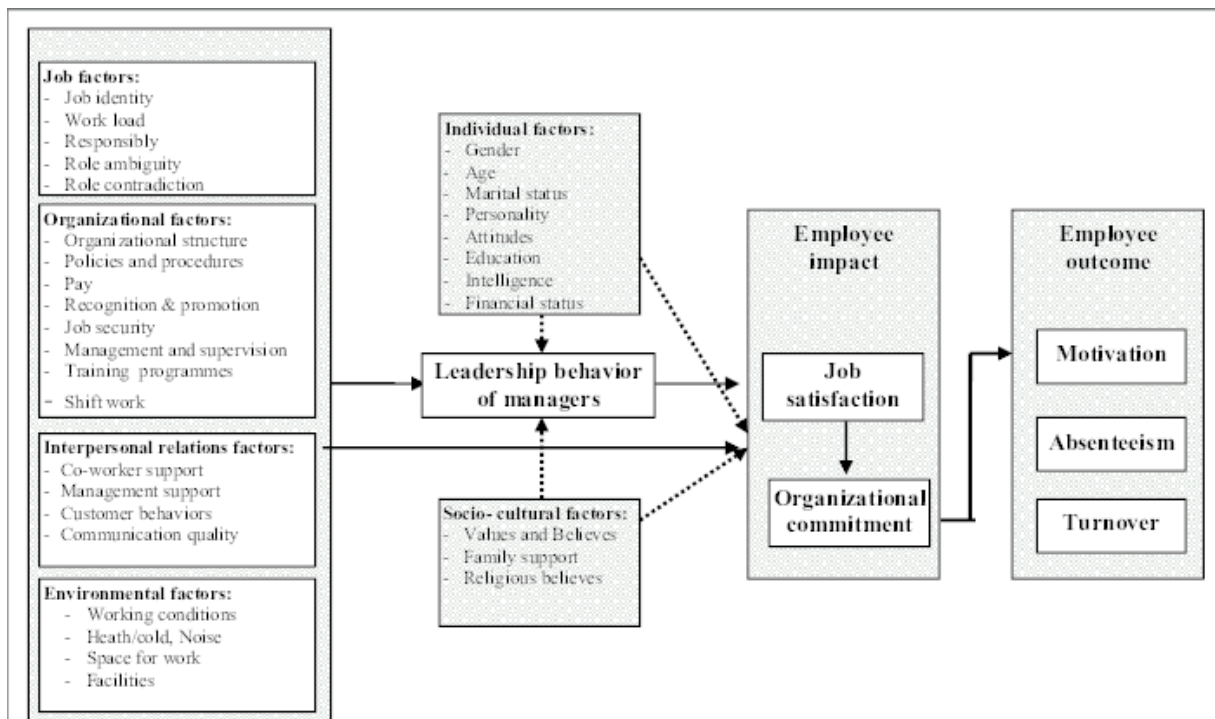 Job factors:
- Job identity
- Work load
- Responsibly
- Role ambiguity
- Role contradiction
Organizational factors:
- Organizational structure
- Policies and procedures
- Pay
- Recognition & promotion
- Job security
- Management and supervision
- Training programmes
- Shift work
Interpersonal relations factors:
- Co-worker support
- Management support
- Customer behaviors
- Communication quality
Environmental factors:
- Working conditions
- Heath/cold, Noise
- Space for work
- Facilities
Individual factors:
- Gender
- Age
- Marital status
- Personality
- Attitudes
- Education
- Intelligence
- Financial status
Leadership behavior
of managers
Socio- cultural factors:
- Values and Believes
- Family support
- Religious believes
Employee
impact
Job
satisfaction
Organizational
commitment
Employee
outcome
Motivation
Absenteeism
Turnover